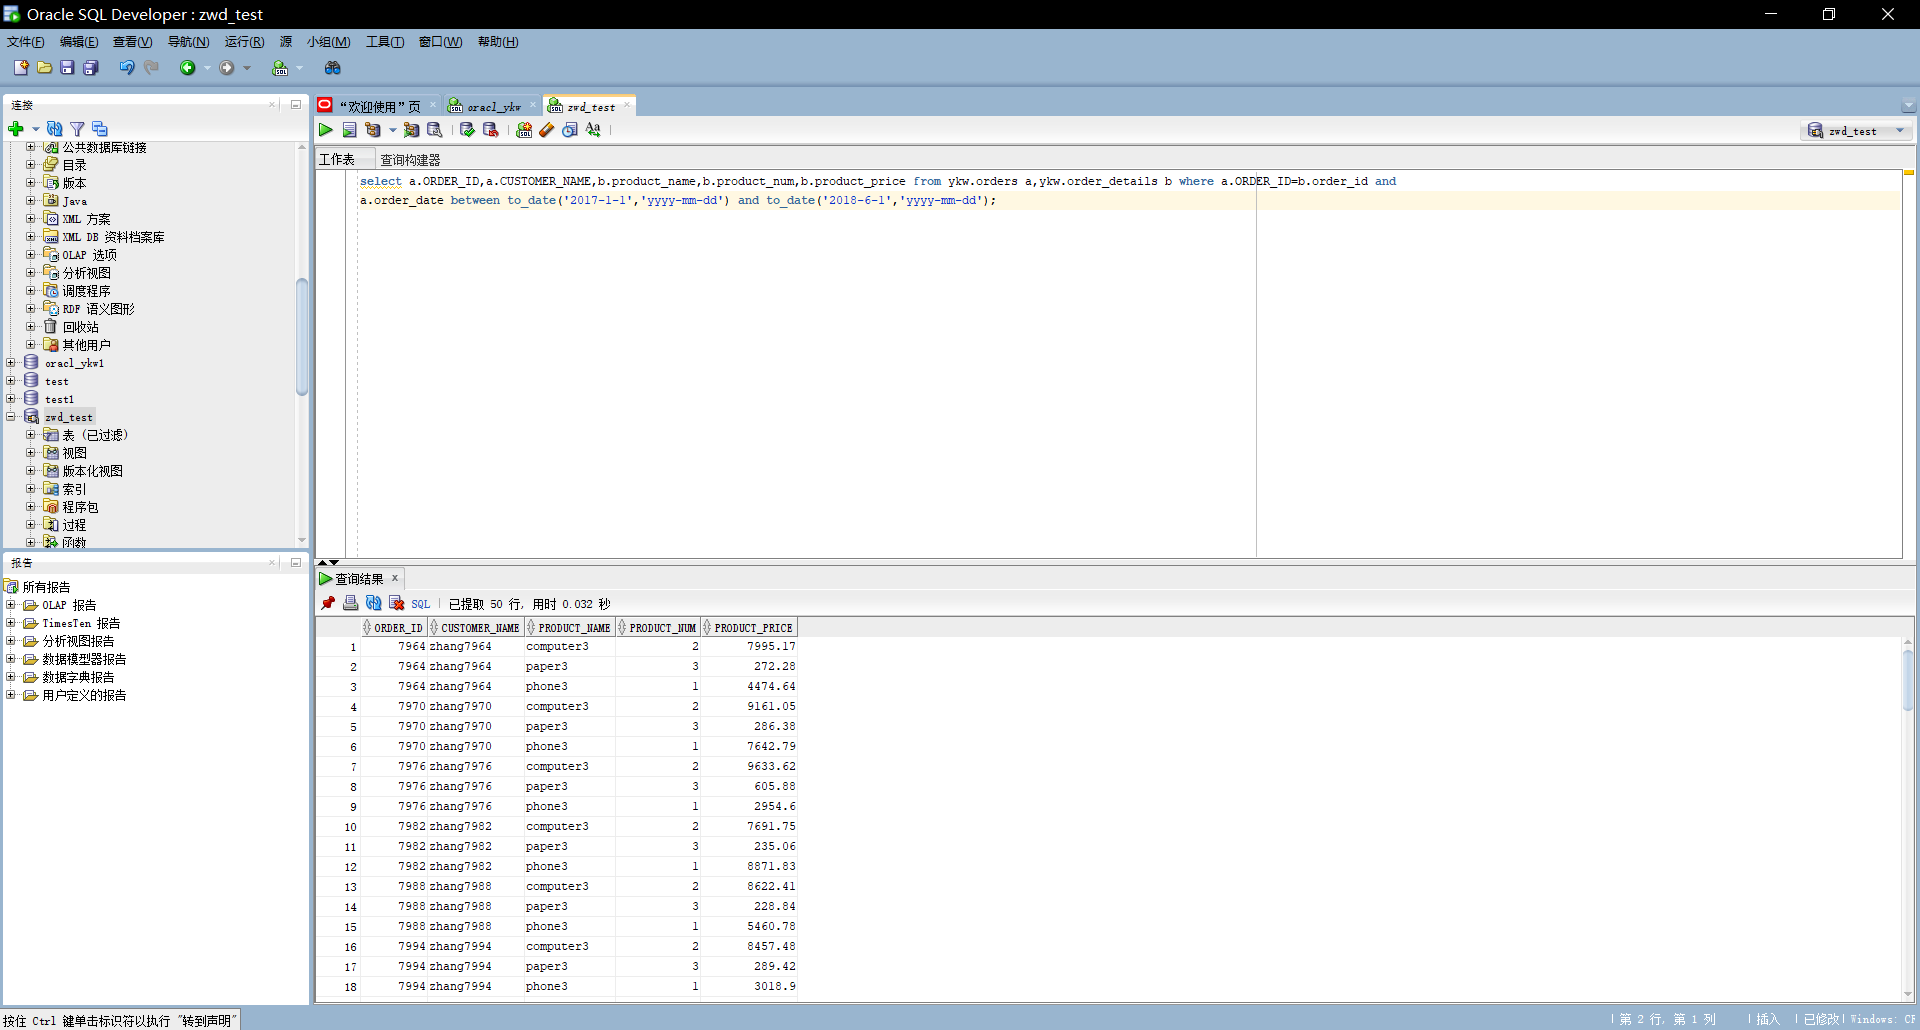 Oracle SQL Developer : zwd_test
文件(F) 编辑(E) 查看(V) 导航(N) 运行(R) 源 小组(M) 工具(T) 窗口(W) 帮助(H)
连接
公共数据库链接
目录
版本
Java
XML 方案
XML DB 资料档案库
OLAP 选项
分析视图
调度程序
RDF 语义图形
回收站
其他用户
oracl_ykw1
test
test1
zwd_test
表 (已过滤)
视图
版本化视图
索引
程序包
过程
函数
报告
所有报告
OLAP 报告
TimesTen 报告
分析视图报告
数据模型器报告
数据字典报告
用户定义的报告
“欢迎使用”页 oracl_ykw zwd_test
zwd_test
工作表 查询构建器
select a.ORDER_ID,a.CUSTOMER_NAME,b.product_name,b.product_num,b.product_price from ykw.orders a,ykw.order_details b where a.ORDER_ID=b.order_id and
a.order_date between to_date('2017-1-1','yyyy-mm-dd') and to_date('2018-6-1','yyyy-mm-dd');
查询结果
SQL 已提取 50 行, 用时 0.032 秒
ORDER_ID CUSTOMER_NAME PRODUCT_NAME PRODUCT_NUM PRODUCT_PRICE
1 7964 zhang7964 computer3 2 7995.17
2 7964 zhang7964 paper3 3 272.28
3 7964 zhang7964 phone3 1 4474.64
4 7970 zhang7970 computer3 2 9161.05
5 7970 zhang7970 paper3 3 286.38
6 7970 zhang7970 phone3 1 7642.79
7 7976 zhang7976 computer3 2 9633.62
8 7976 zhang7976 paper3 3 605.88
9 7976 zhang7976 phone3 1 2954.6
10 7982 zhang7982 computer3 2 7691.75
11 7982 zhang7982 paper3 3 235.06
12 7982 zhang7982 phone3 1 8871.83
13 7988 zhang7988 computer3 2 8622.41
14 7988 zhang7988 paper3 3 228.84
15 7988 zhang7988 phone3 1 5460.78
16 7994 zhang7994 computer3 2 8457.48
17 7994 zhang7994 paper3 3 289.42
18 7994 zhang7994 phone3 1 3018.9
按住 Ctrl 键单击标识符以执行 "转到声明"
第 2 行, 第 1 列 插入 已修改 Windows: CF